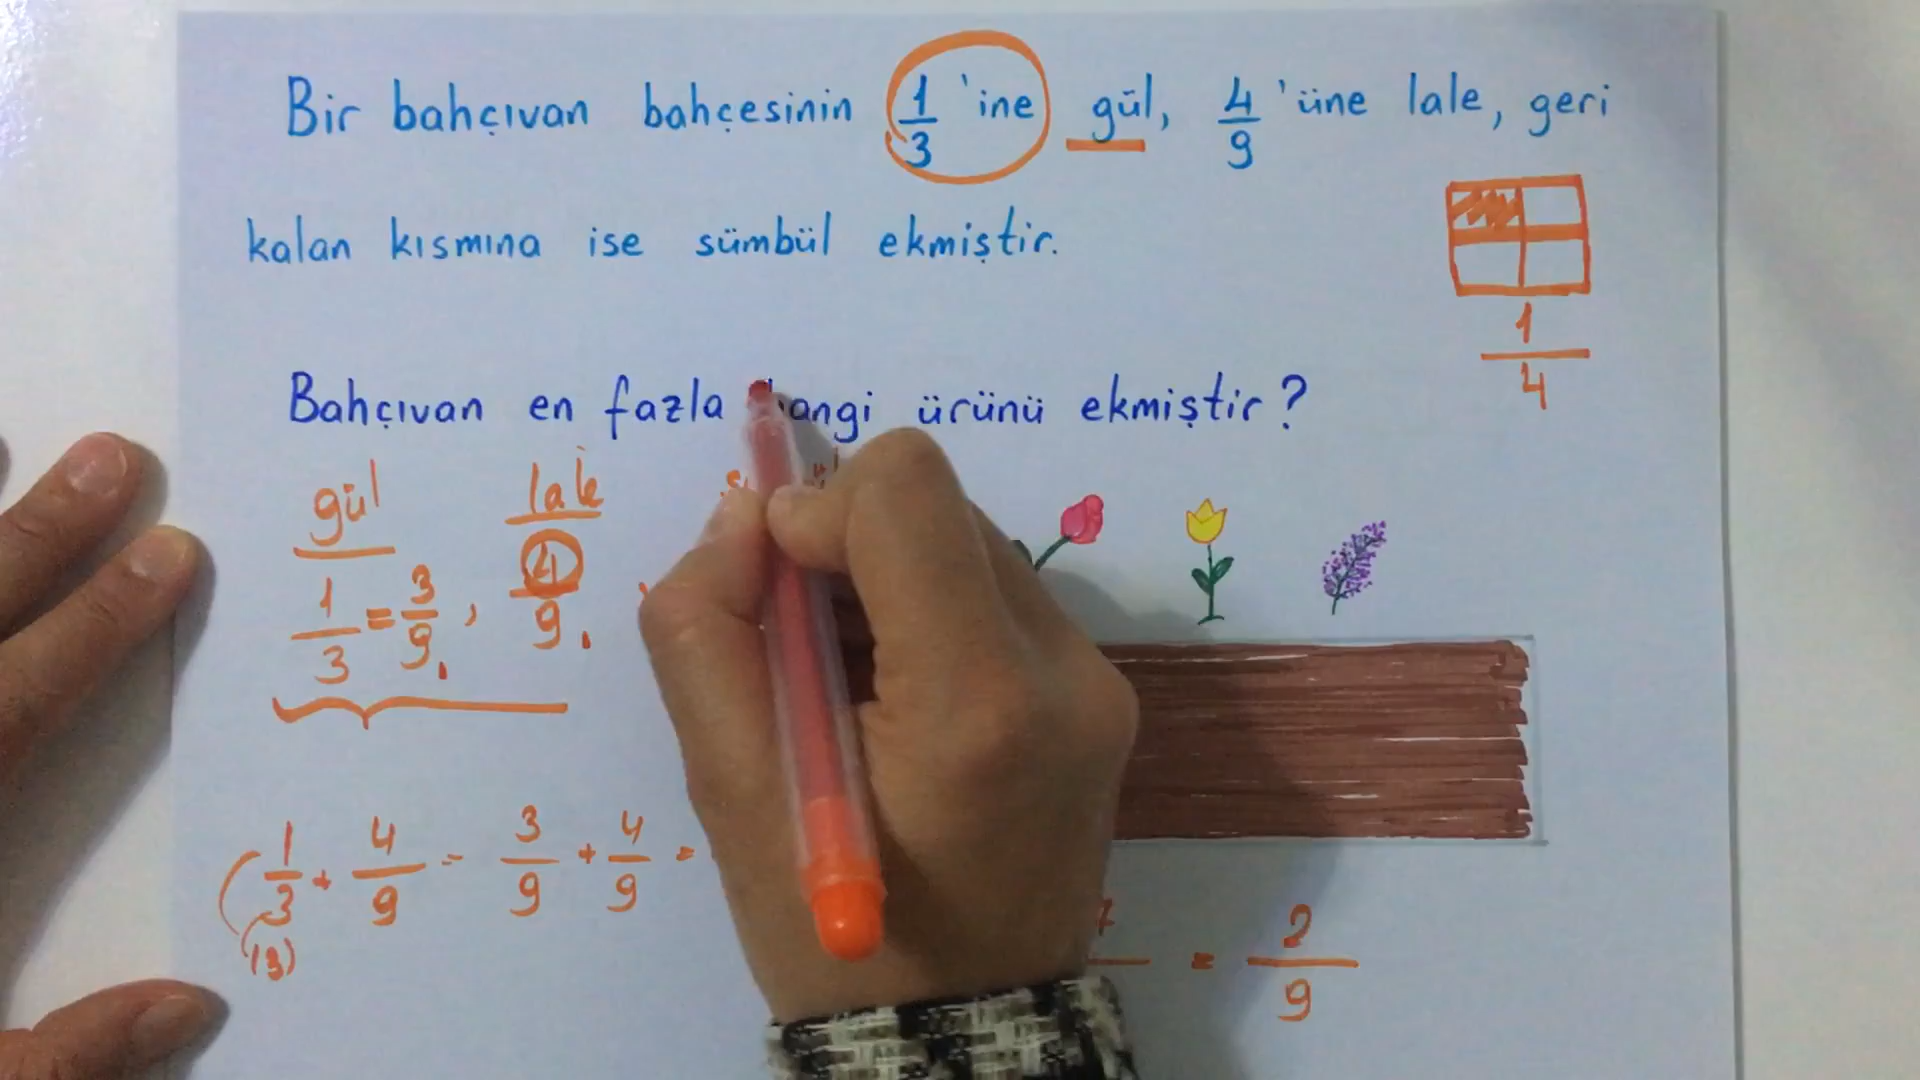 Bir bahçıvan bahçesinin 1/3 'ine gül, 4/9 'üne lale, geri
kalan kısmına ise sümbül ekmiştir.
1/4
Bahçıvan en fazla hangi ürünü ekmiştir?
gül lale
1/3 = 3/9 , 4/9
1/3 + 4/9 = 3/9 + 4/9 =
(3)
7 = 2/9